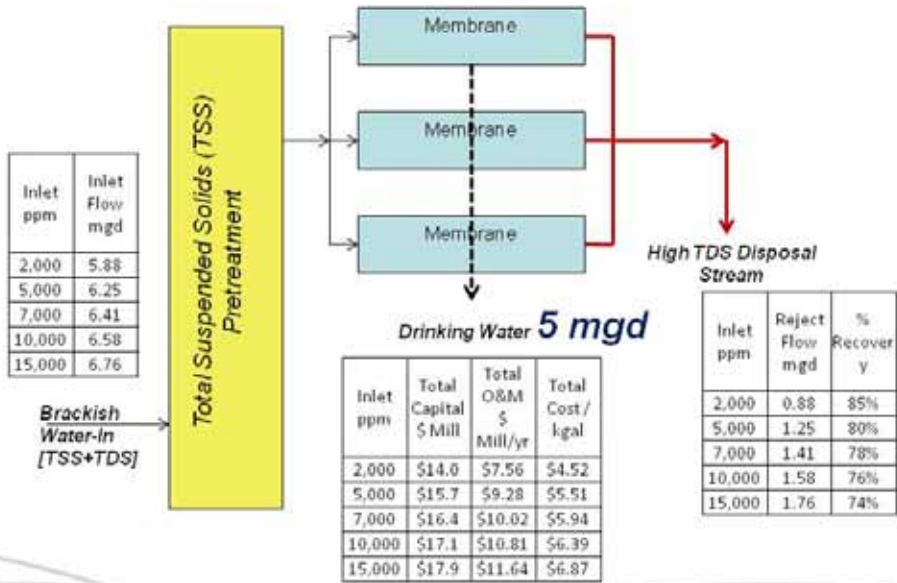 Membrane
Membrane
Membrane
Total Suspended Solids (TSS)
Pretreatment
Inlet ppm Inlet Flow mgd
2,000 5.88
5,000 6.25
7,000 6.41
10,000 6.58
15,000 6.76
Brackish
Water-In
[TSS+TDS]
High TDS Disposal
Stream
Drinking Water 5 mgd
Inlet ppm Total Capital $ Mill Total O&M $ Mill/yr Total Cost / kgal
2,000 $14.0 $7.56 $4.52
5,000 $15.7 $9.28 $5.51
7,000 $16.4 $10.02 $5.94
10,000 $17.1 $10.81 $6.39
15,000 $17.9 $11.64 $6.87
Inlet ppm Reject Flow mgd % Recovery
2,000 0.88 85%
5,000 1.25 80%
7,000 1.41 78%
10,000 1.58 76%
15,000 1.76 74%